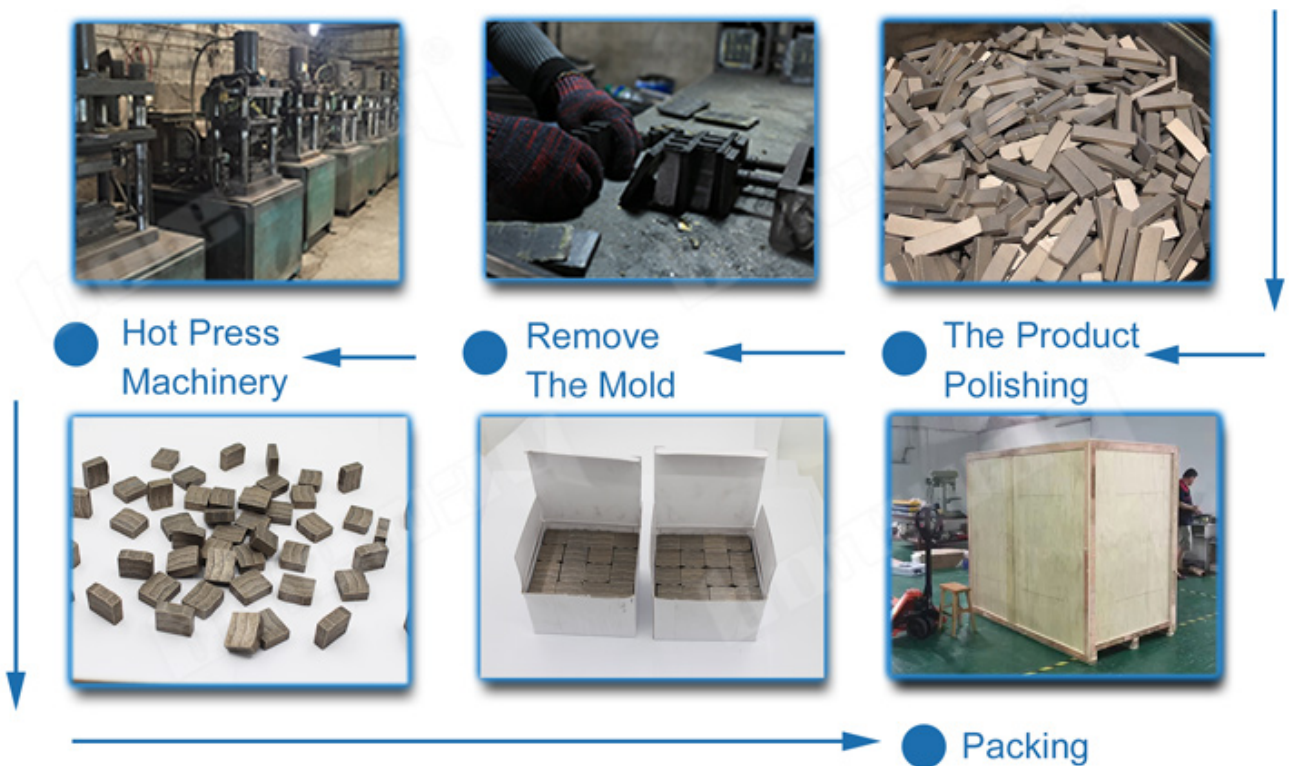 Hot Press
Machinery
Remove
The Mold
The Product
Polishing
Packing